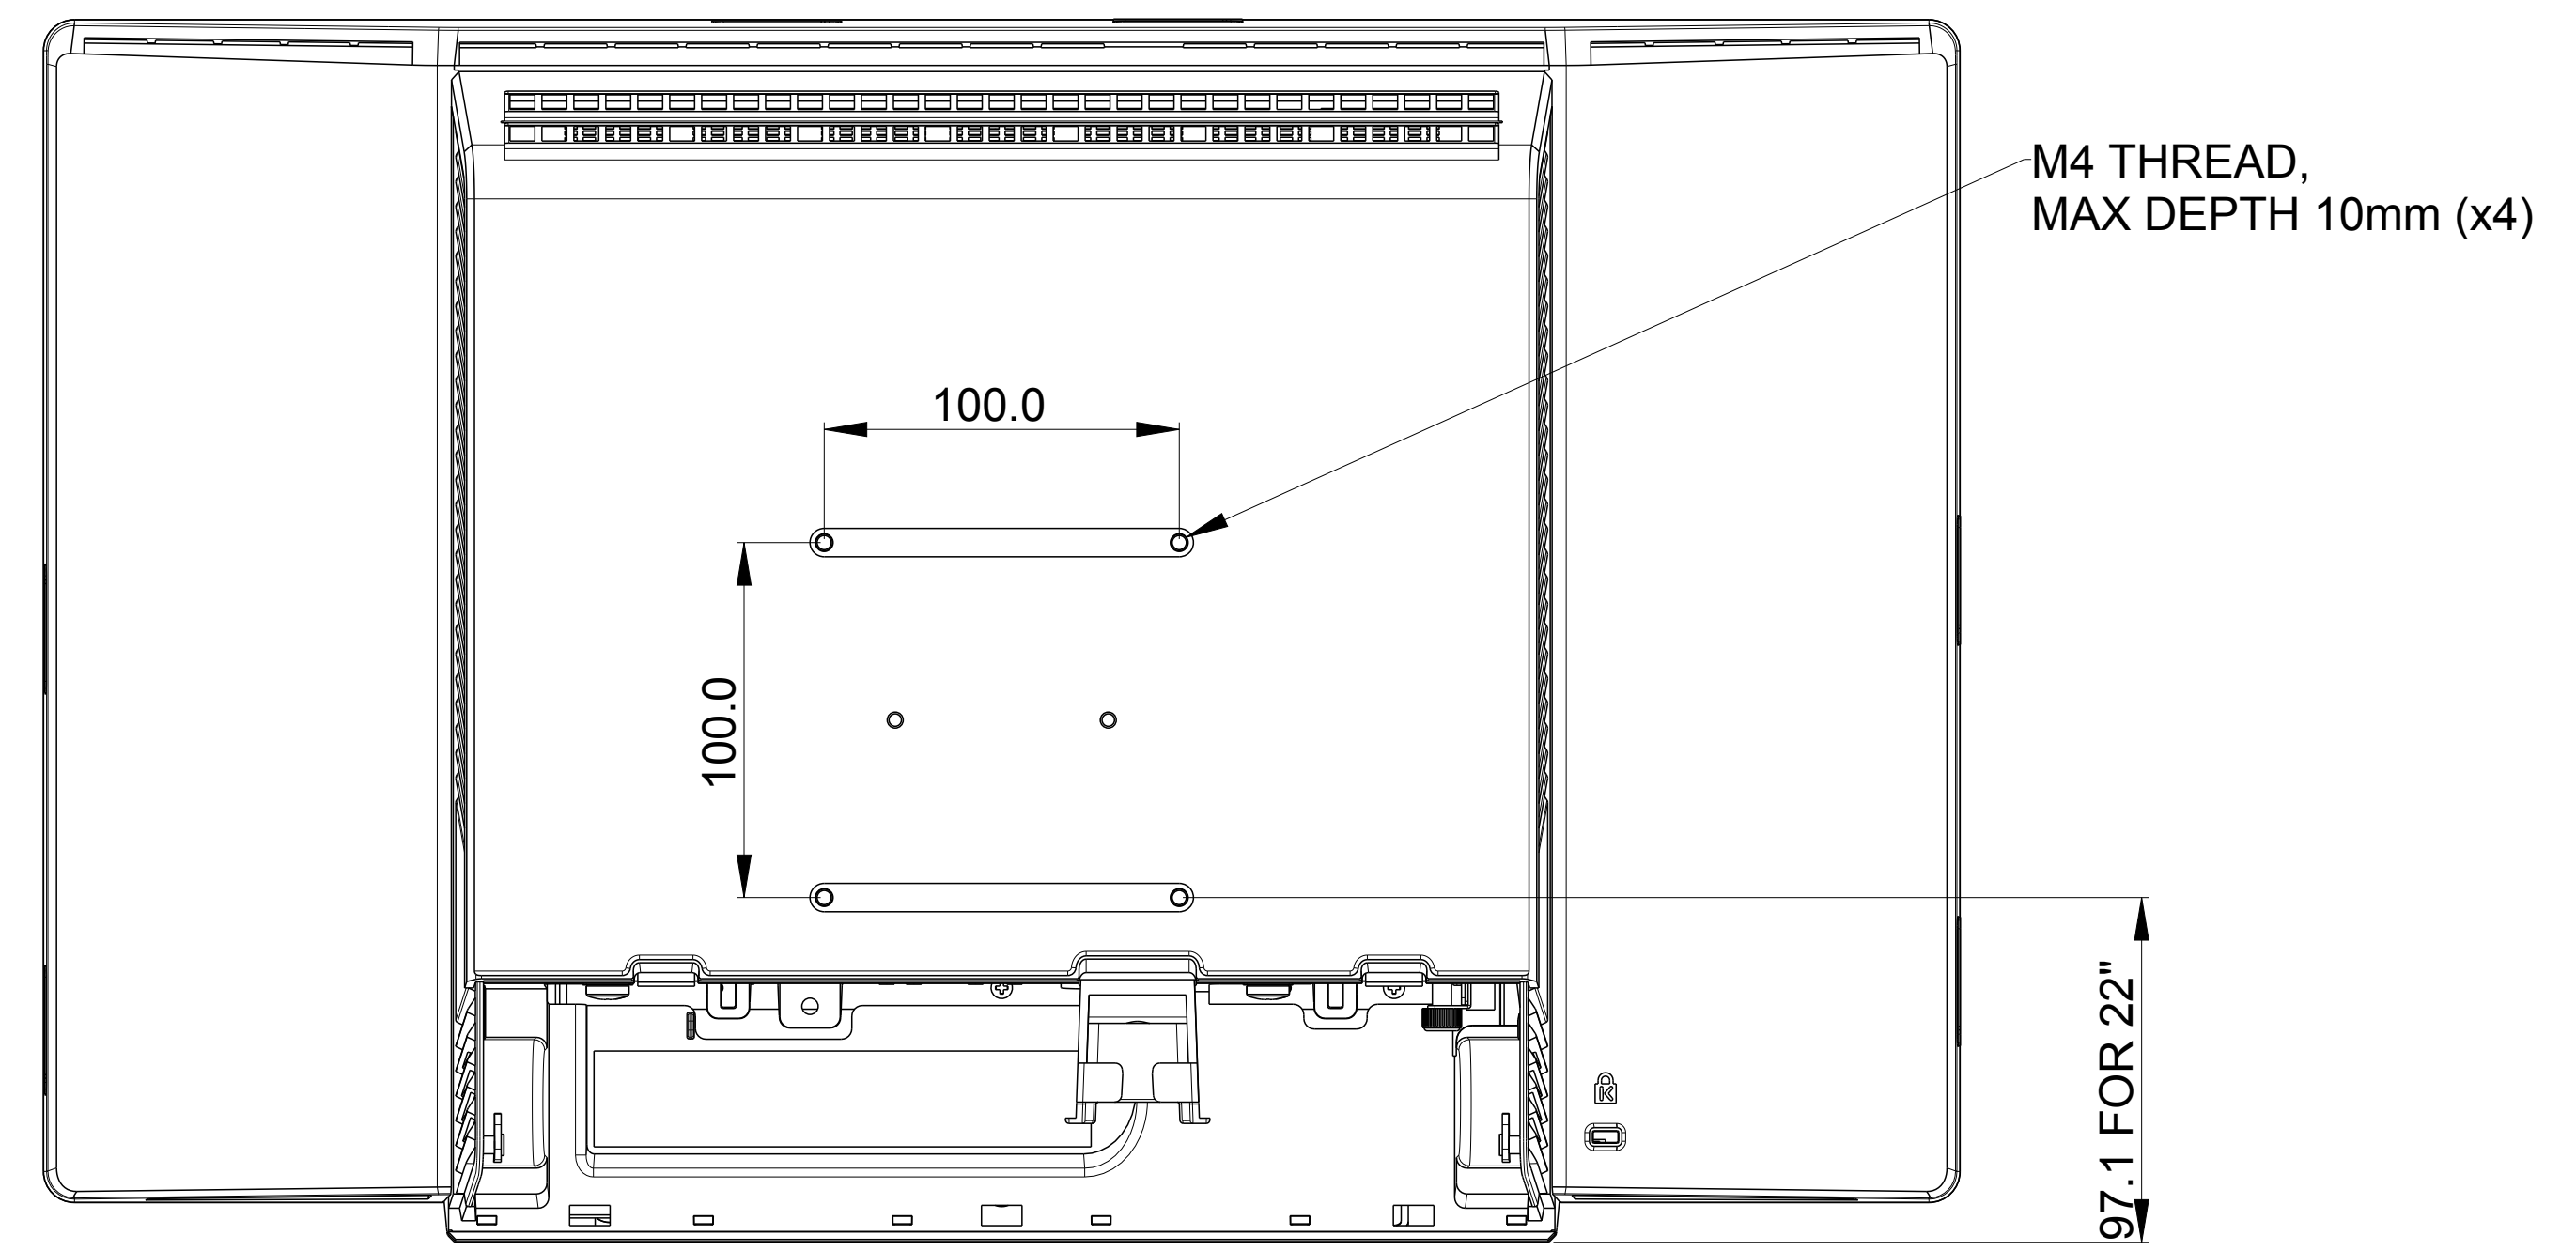 M4 THREAD,
MAX DEPTH 10mm (x4)
100.0
100.0
97.1 FOR 22"
K